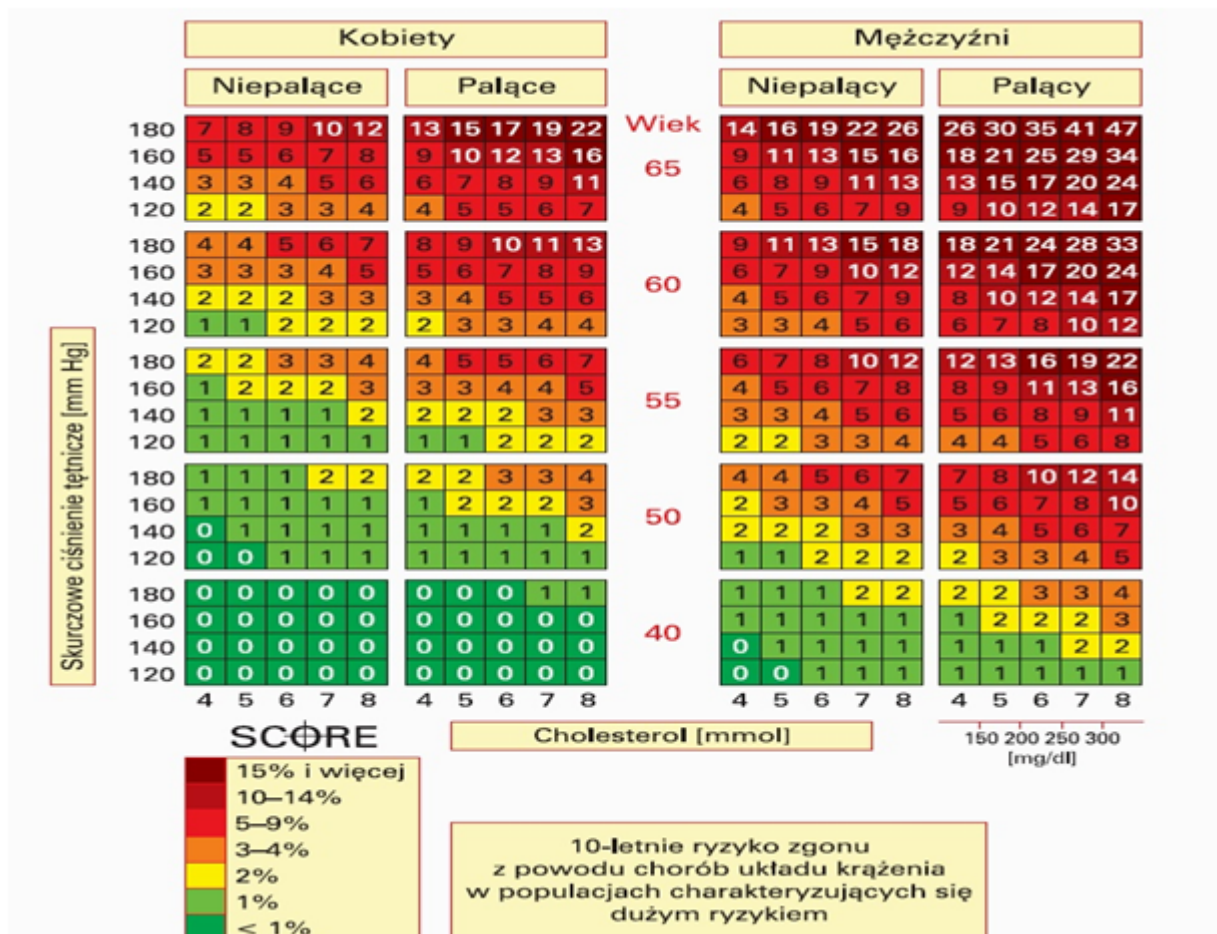 Kobiety Mężczyźni
Niepalące Palące Niepalący Palący
Wiek
180 7 8 9 10 12 13 15 17 19 22 14 16 19 22 26 26 30 35 41 47
160 5 5 6 7 8 9 10 12 13 16 9 11 13 15 16 18 21 25 29 34
65
140 3 3 4 5 6 6 7 8 9 11 6 8 9 11 13 13 15 17 20 24
120 2 2 3 3 4 4 5 5 6 7 4 5 6 7 9 9 10 12 14 17
180 4 4 5 6 7 8 9 10 11 13 9 11 13 15 18 18 21 24 28 33
160 3 3 3 4 5 5 6 7 8 9 6 7 9 10 12 12 14 17 20 24
60
140 2 2 2 3 3 3 4 5 5 6 4 5 6 7 9 8 10 12 14 17
120 1 1 2 2 2 2 3 3 4 4 3 3 4 5 6 6 7 8 10 12
180 2 2 3 3 4 4 5 5 6 7 6 7 8 10 12 12 13 16 19 22
160 1 2 2 2 3 3 3 4 4 5 4 5 6 7 8 8 9 11 13 16
55
140 1 1 1 1 2 2 2 2 3 3 3 3 4 5 6 5 6 8 9 11
120 1 1 1 1 1 1 1 2 2 2 2 2 3 3 4 4 4 5 6 8
180 1 1 1 2 2 2 2 3 3 4 4 4 5 6 7 7 8 10 12 14
160 1 1 1 1 1 1 2 2 2 3 2 3 3 4 5 5 6 7 8 10
50
140 0 1 1 1 1 1 1 1 1 2 2 2 2 3 3 3 4 5 6 7
120 0 0 1 1 1 1 1 1 1 1 1 1 2 2 2 2 3 3 4 5
180 0 0 0 0 0 0 0 0 1 1 1 1 1 2 2 2 2 3 3 4
160 0 0 0 0 0 0 0 0 0 0 1 1 1 1 1 1 2 2 2 3
40
140 0 0 0 0 0 0 0 0 0 0 0 1 1 1 1 1 1 1 2 2
120 0 0 0 0 0 0 0 0 0 0 0 0 1 1 1 1 1 1 1 1
4 5 6 7 8 4 5 6 7 8 4 5 6 7 8 4 5 6 7 8
Skurczowe ciśnienie tętnicze [mm Hg]
SCORE
Cholesterol [mmol]
150 200 250 300
[mg/dl]
15% i więcej
10–14%
5–9%
3–4%
2%
1%
< 1%
10-letnie ryzyko zgonu
z powodu chorób układu krążenia
w populacjach charakteryzujących się
dużym ryzykiem